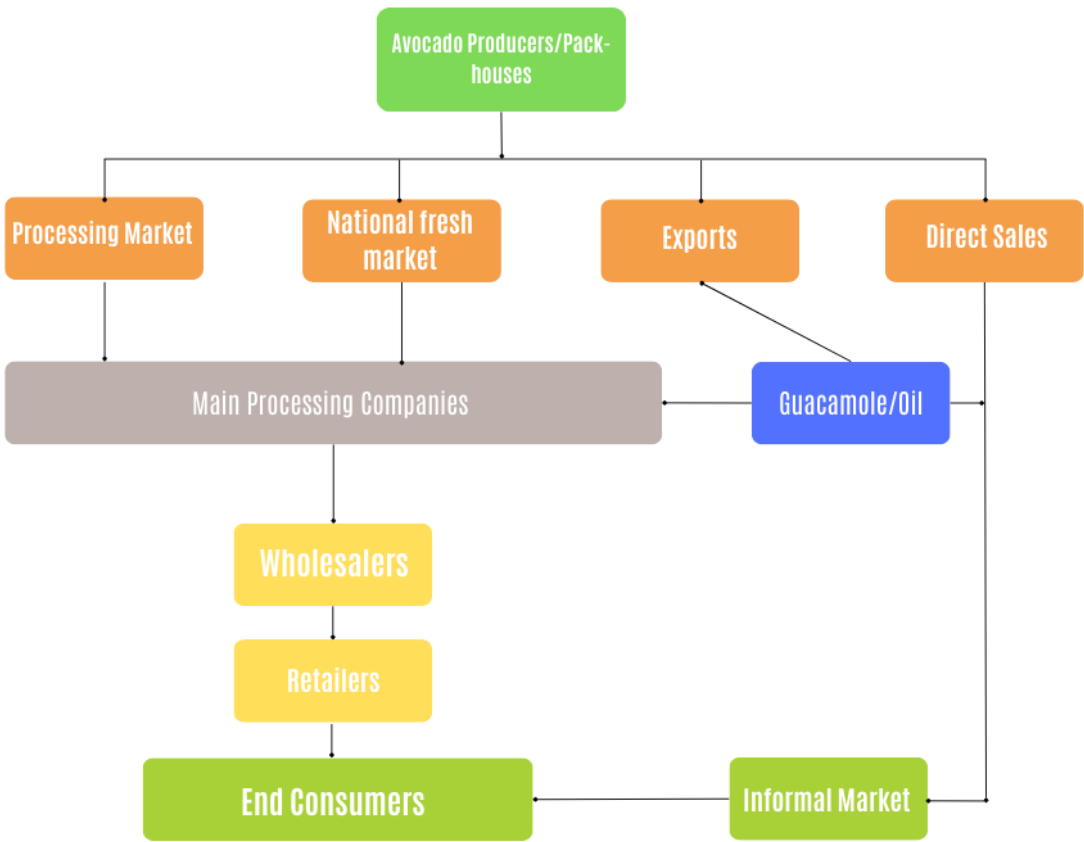 Avocado Producers/Pack-
houses
Processing Market
National fresh
market
Exports
Direct Sales
Main Processing Companies
Guacamole/Oil
Wholesalers
Retailers
End Consumers
Informal Market